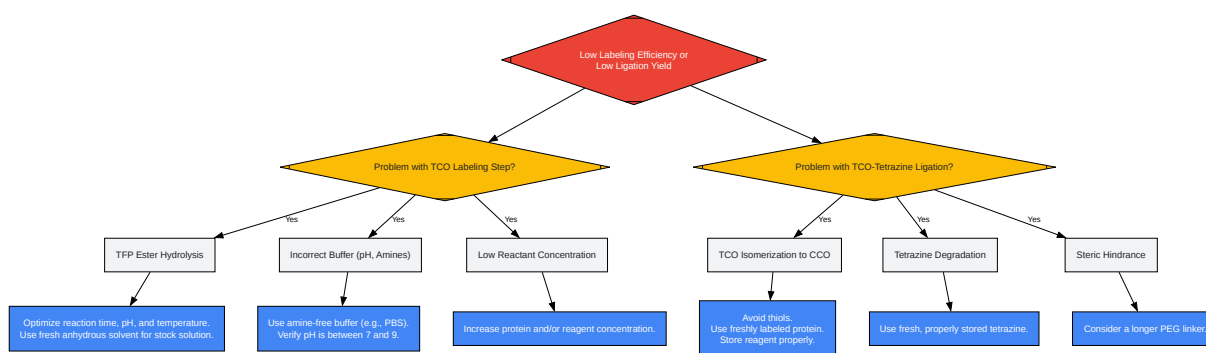 Low Labeling Efficiency or
Low Ligation Yield
Problem with TCO Labeling Step?
Problem with TCO-Tetrazine Ligation?
Yes
Yes
Yes
Yes
Yes
Yes
TFP Ester Hydrolysis
Incorrect Buffer (pH, Amines)
Low Reactant Concentration
TCO Isomerization to CCO
Tetrazine Degradation
Steric Hindrance
Optimize reaction time, pH, and temperature.
Use fresh anhydrous solvent for stock solution.
Use amine-free buffer (e.g., PBS).
Verify pH is between 7 and 9.
Increase protein and/or reagent concentration.
Avoid thiols.
Use freshly labeled protein.
Store reagent properly.
Use fresh, properly stored tetrazine.
Consider a longer PEG linker.